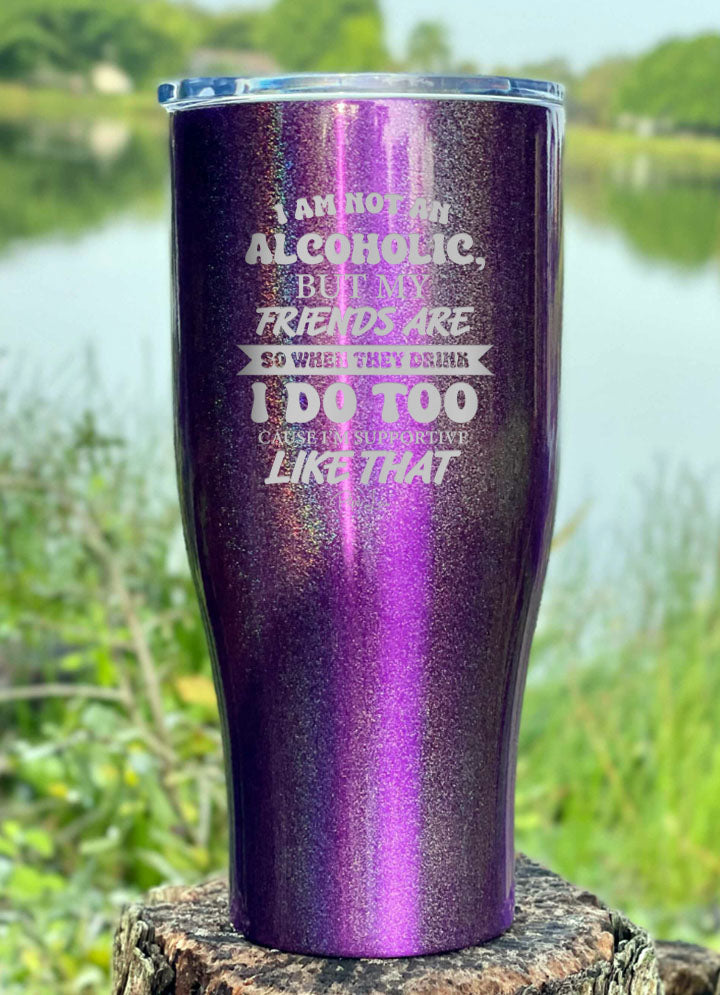 I AM NOT AN
ALCOHOLIC,
BUT MY
FRIENDS ARE
SO WHEN THEY DRINK
I DO TOO
CAUSE I'M SUPPORTIVE
LIKE THAT